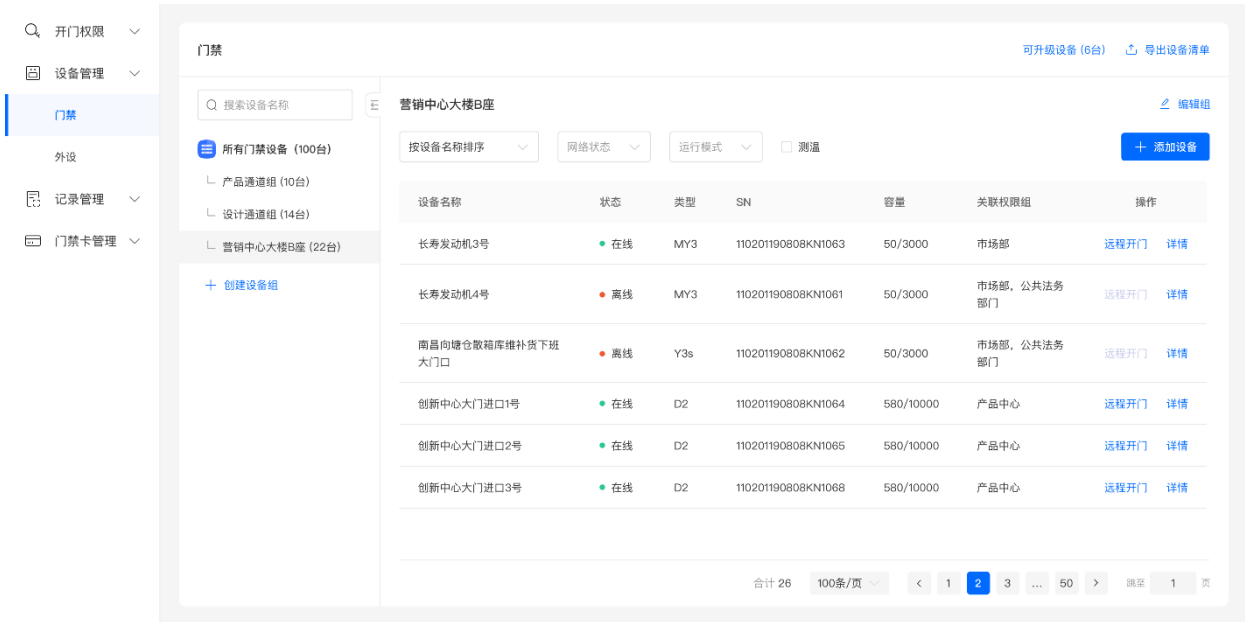 开门权限
设备管理
门禁
外设
记录管理
门禁卡管理
门禁
可升级设备 (6台)
导出设备清单
搜索设备名称
所有门禁设备 (100台)
产品通道组 (10台)
设计通道组 (14台)
营销中心大楼B座 (22台)
创建设备组
营销中心大楼B座
编辑组
按设备名称排序 网络状态 运行模式 测温 添加设备
设备名称 状态 类型 SN 容量 关联权限组 操作
长寿发动机3号 在线 MY3 110201190808KN1063 50/3000 市场部 远程开门 详情
长寿发动机4号 离线 MY3 110201190808KN1061 50/3000 市场部，公共法务
部门 远程开门 详情
南昌向塘仓散箱库维补货下班
大门口 离线 Y3s 110201190808KN1062 50/3000 市场部，公共法务
部门 远程开门 详情
创新中心大门进口1号 在线 D2 110201190808KN1064 580/10000 产品中心 远程开门 详情
创新中心大门进口2号 在线 D2 110201190808KN1065 580/10000 产品中心 远程开门 详情
创新中心大门进口3号 在线 D2 110201190808KN1068 580/10000 产品中心 远程开门 详情
合计 26 100条/页 < 1 2 3 ... 50 > 跳至 1 页